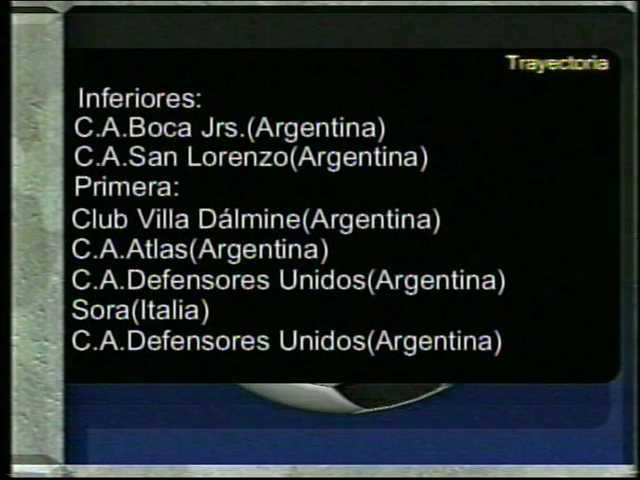 Trayectoria
Inferiores:
C.A.Boca Jrs.(Argentina)
C.A.San Lorenzo(Argentina)
Primera:
Club Villa Dálmine(Argentina)
C.A.Atlas(Argentina)
C.A.Defensores Unidos(Argentina)
Sora(Italia)
C.A.Defensores Unidos(Argentina)